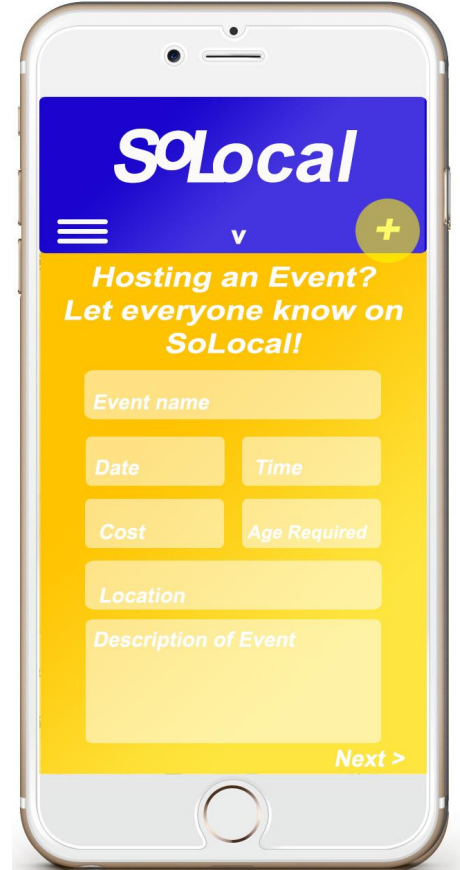 SoLocal
v
+
Hosting an Event?
Let everyone know on
SoLocal!
Event name
Date
Time
Cost
Age Required
Location
Description of Event
Next >